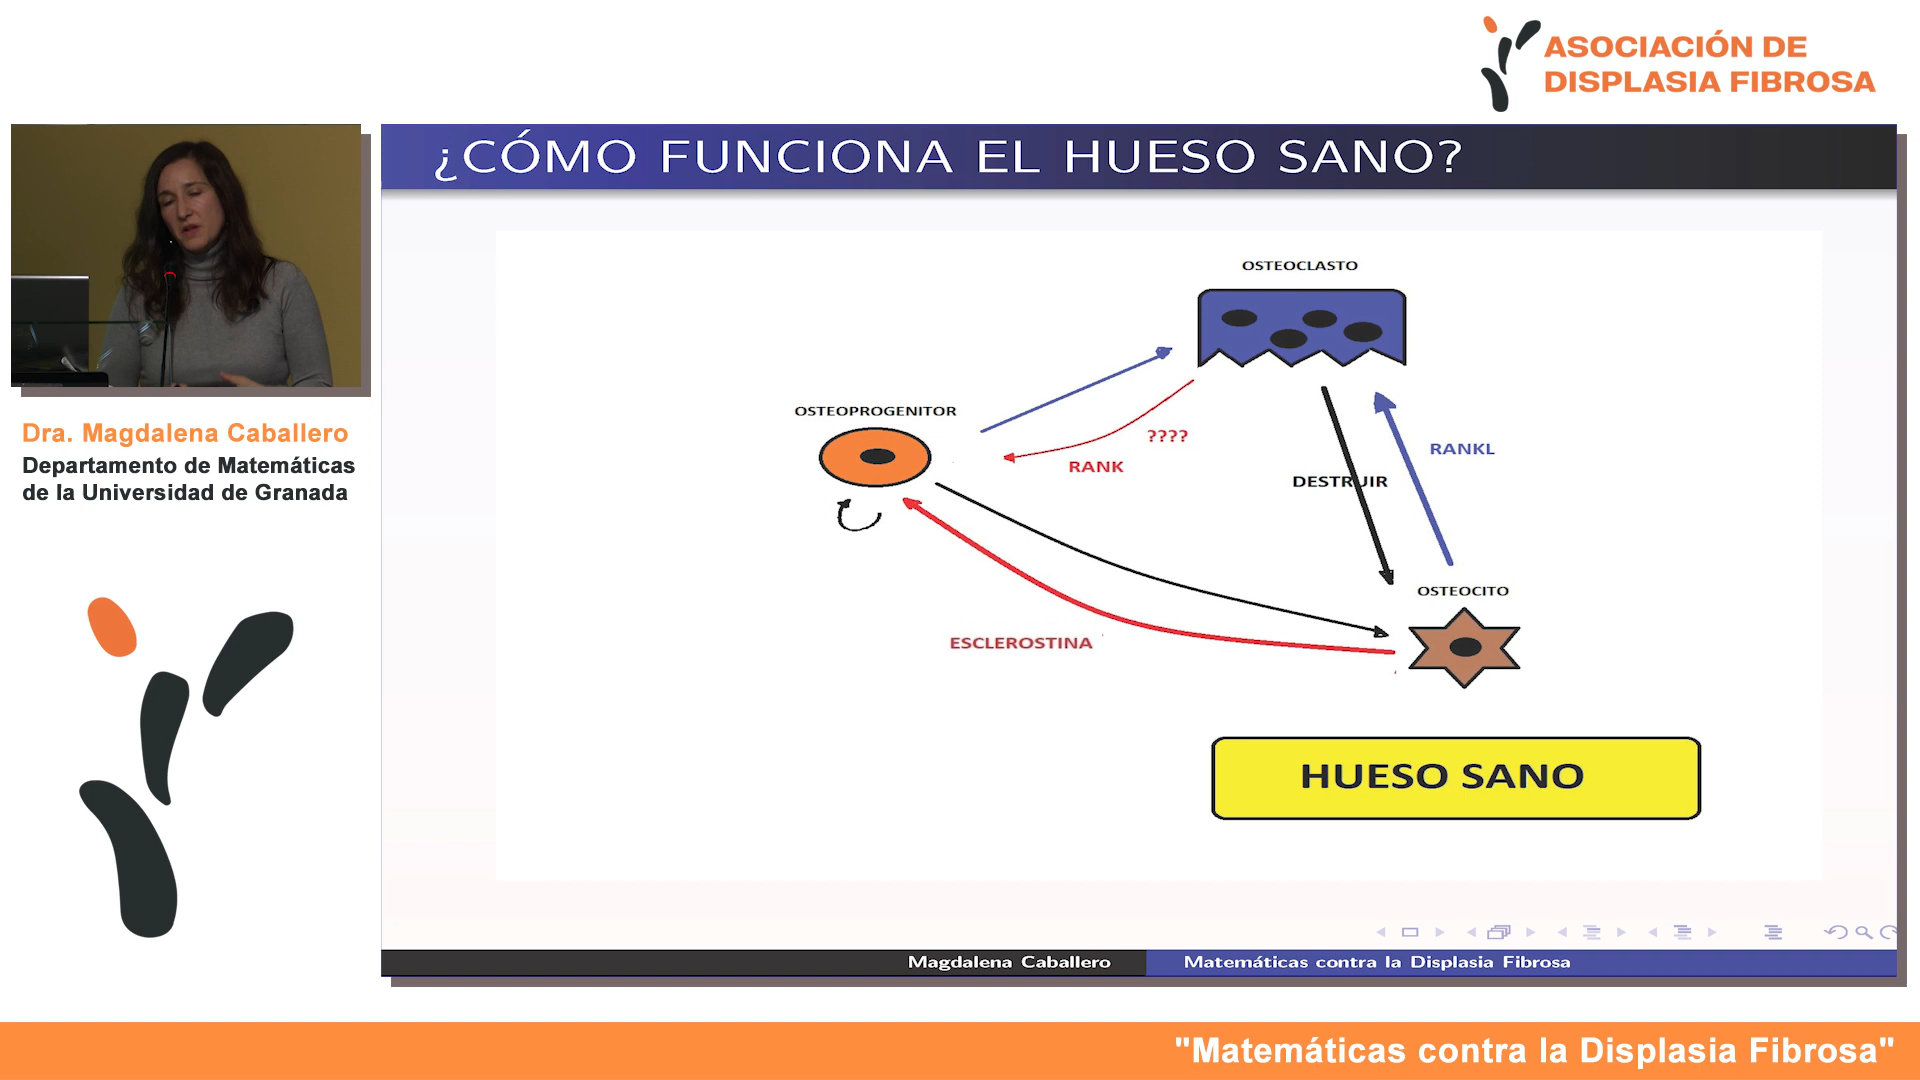 ASOCIACIÓN DE
DISPLASIA FIBROSA
¿CÓMO FUNCIONA EL HUESO SANO?
OSTEOCLASTO
OSTEOPROGENITOR
????
RANK
RANKL
DESTRUIR
OSTEOCITO
ESCLEROSTINA
HUESO SANO
Dra. Magdalena Caballero
Departamento de Matemáticas
de la Universidad de Granada
Magdalena Caballero
Matemáticas contra la Displasia Fibrosa
"Matemáticas contra la Displasia Fibrosa"